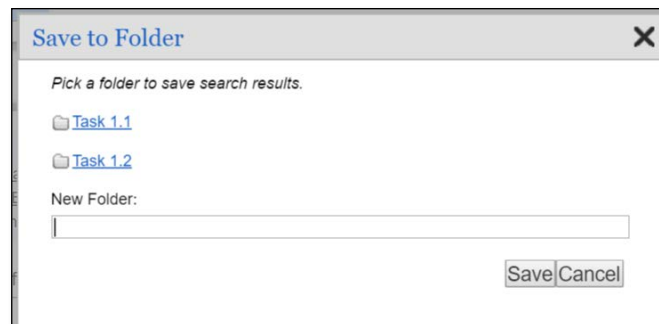 Save to Folder
Pick a folder to save search results.
Task 1.1
Task 1.2
New Folder:
Save Cancel